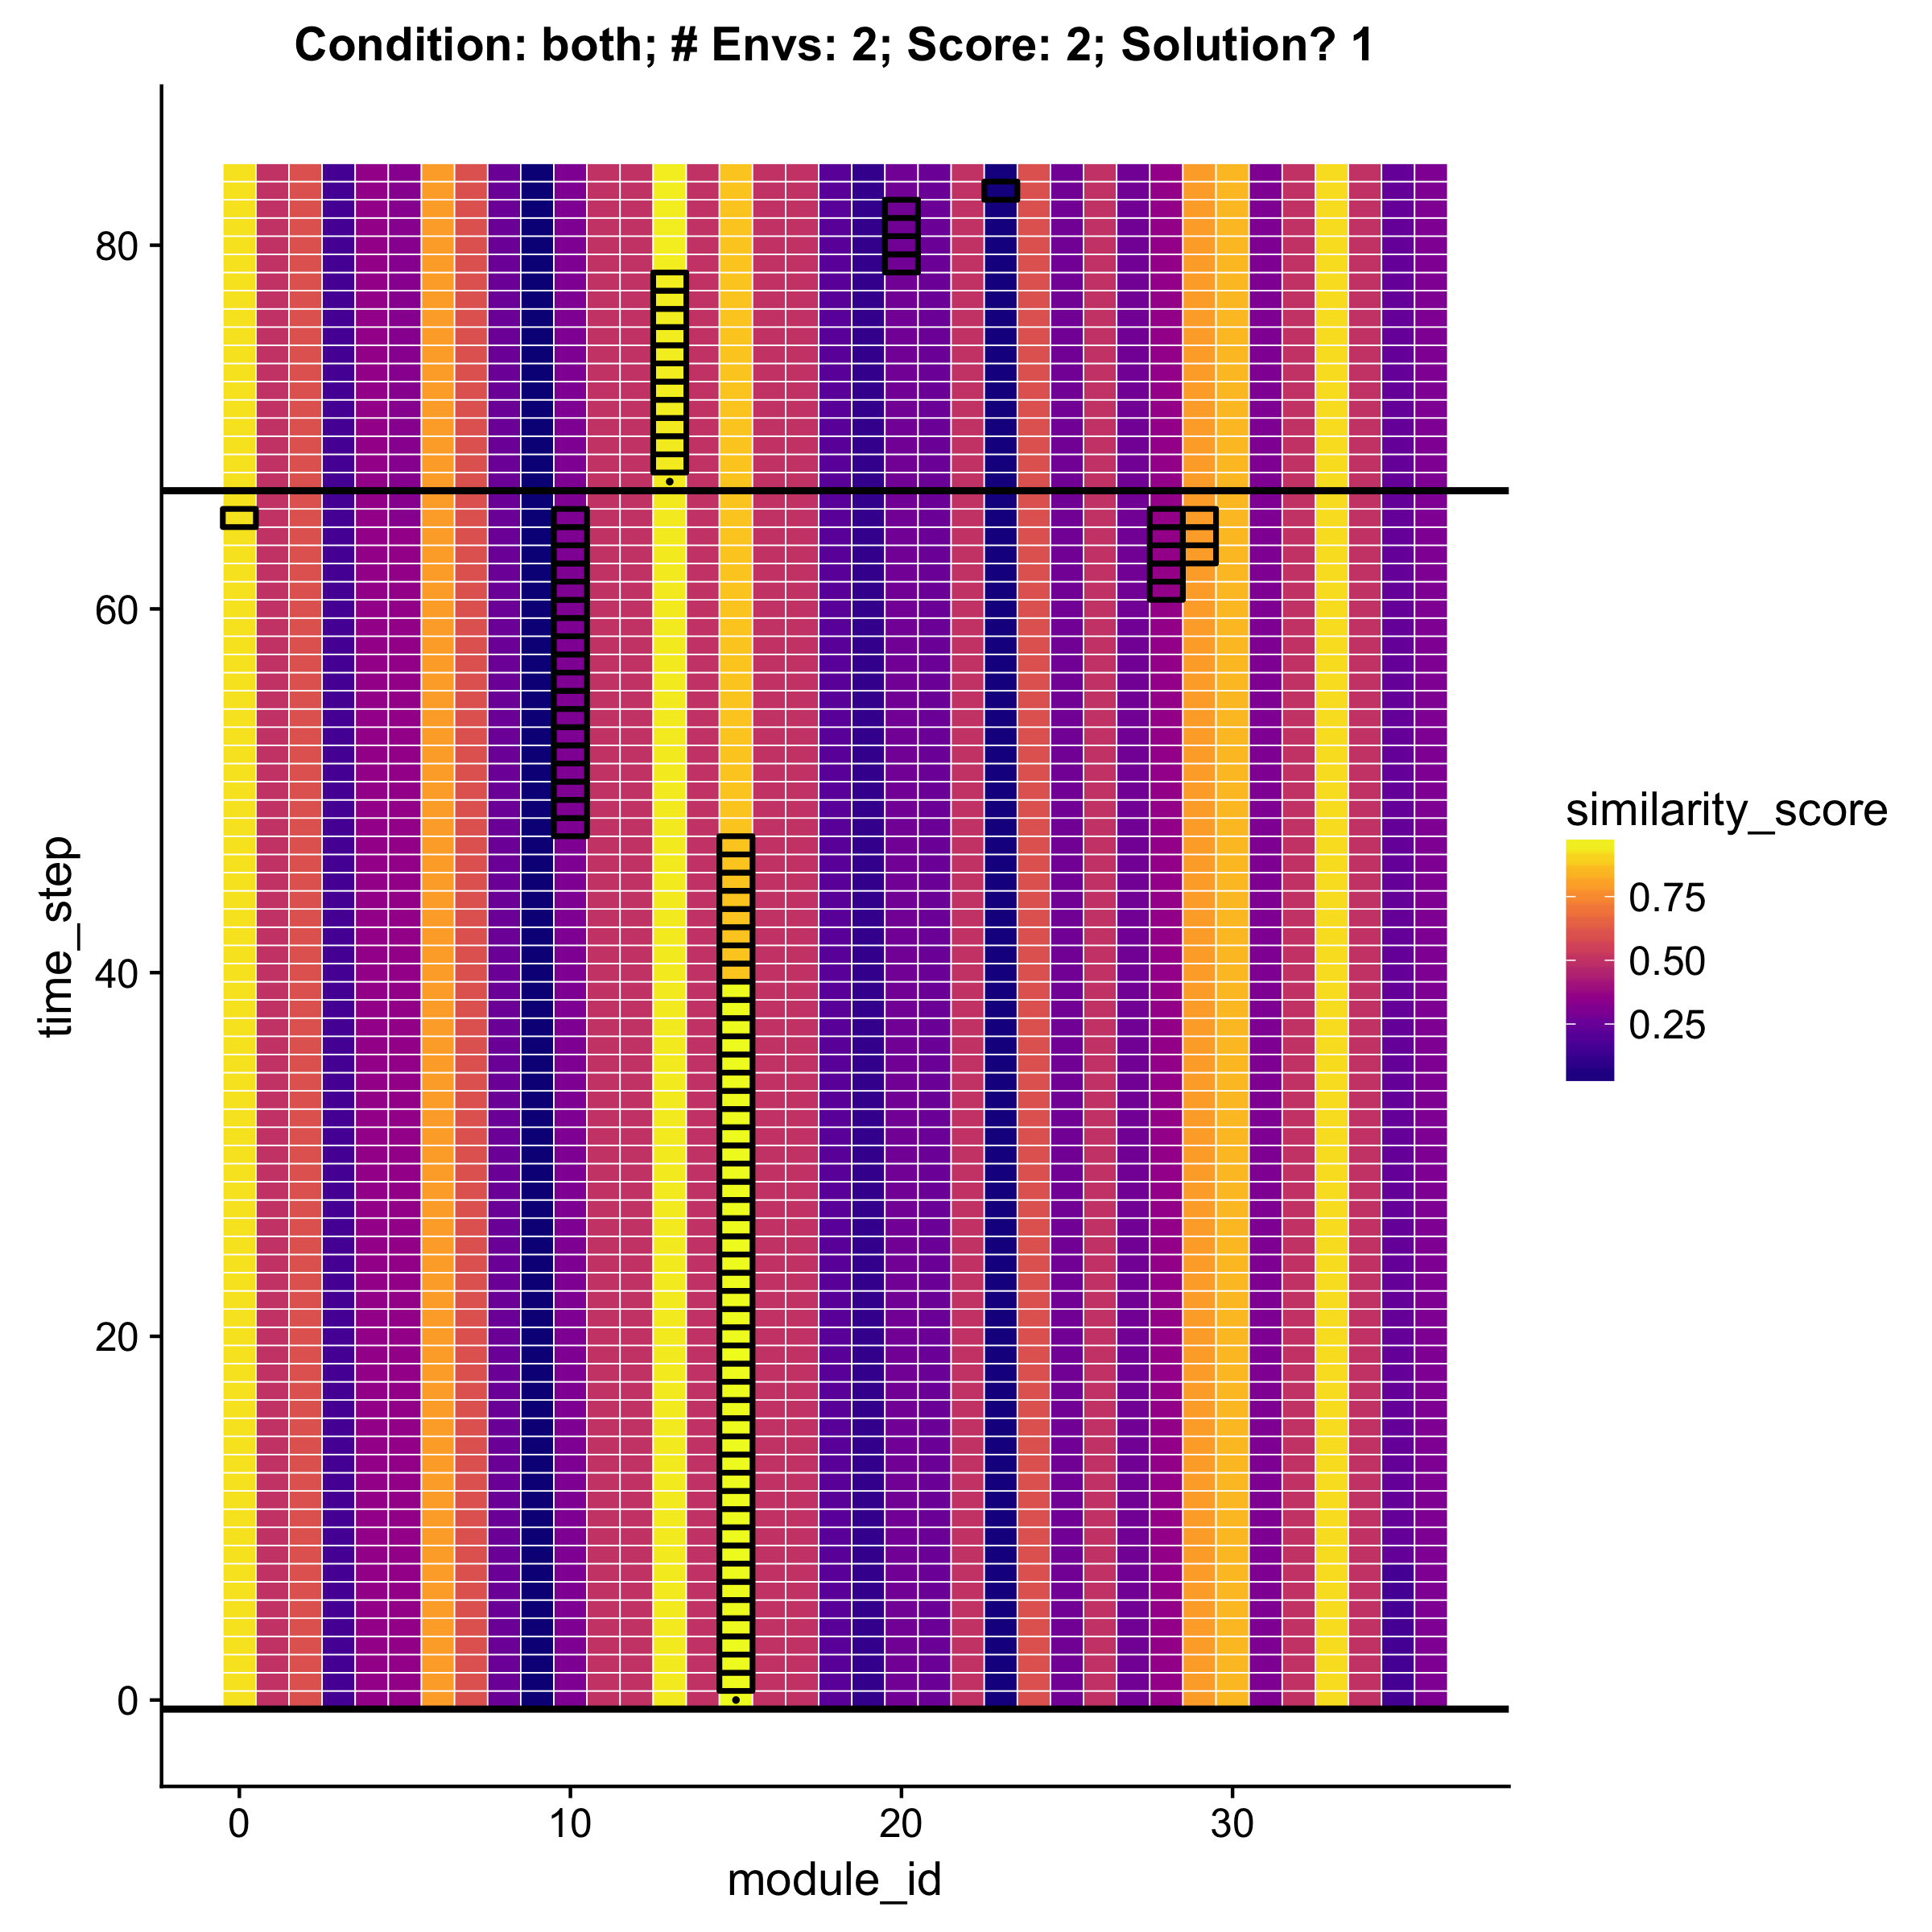 Condition: both; # Envs: 2; Score: 2; Solution? 1
80
60
40
20
0
time_step
0 10 20 30
module_id
similarity_score
0.75
0.50
0.25